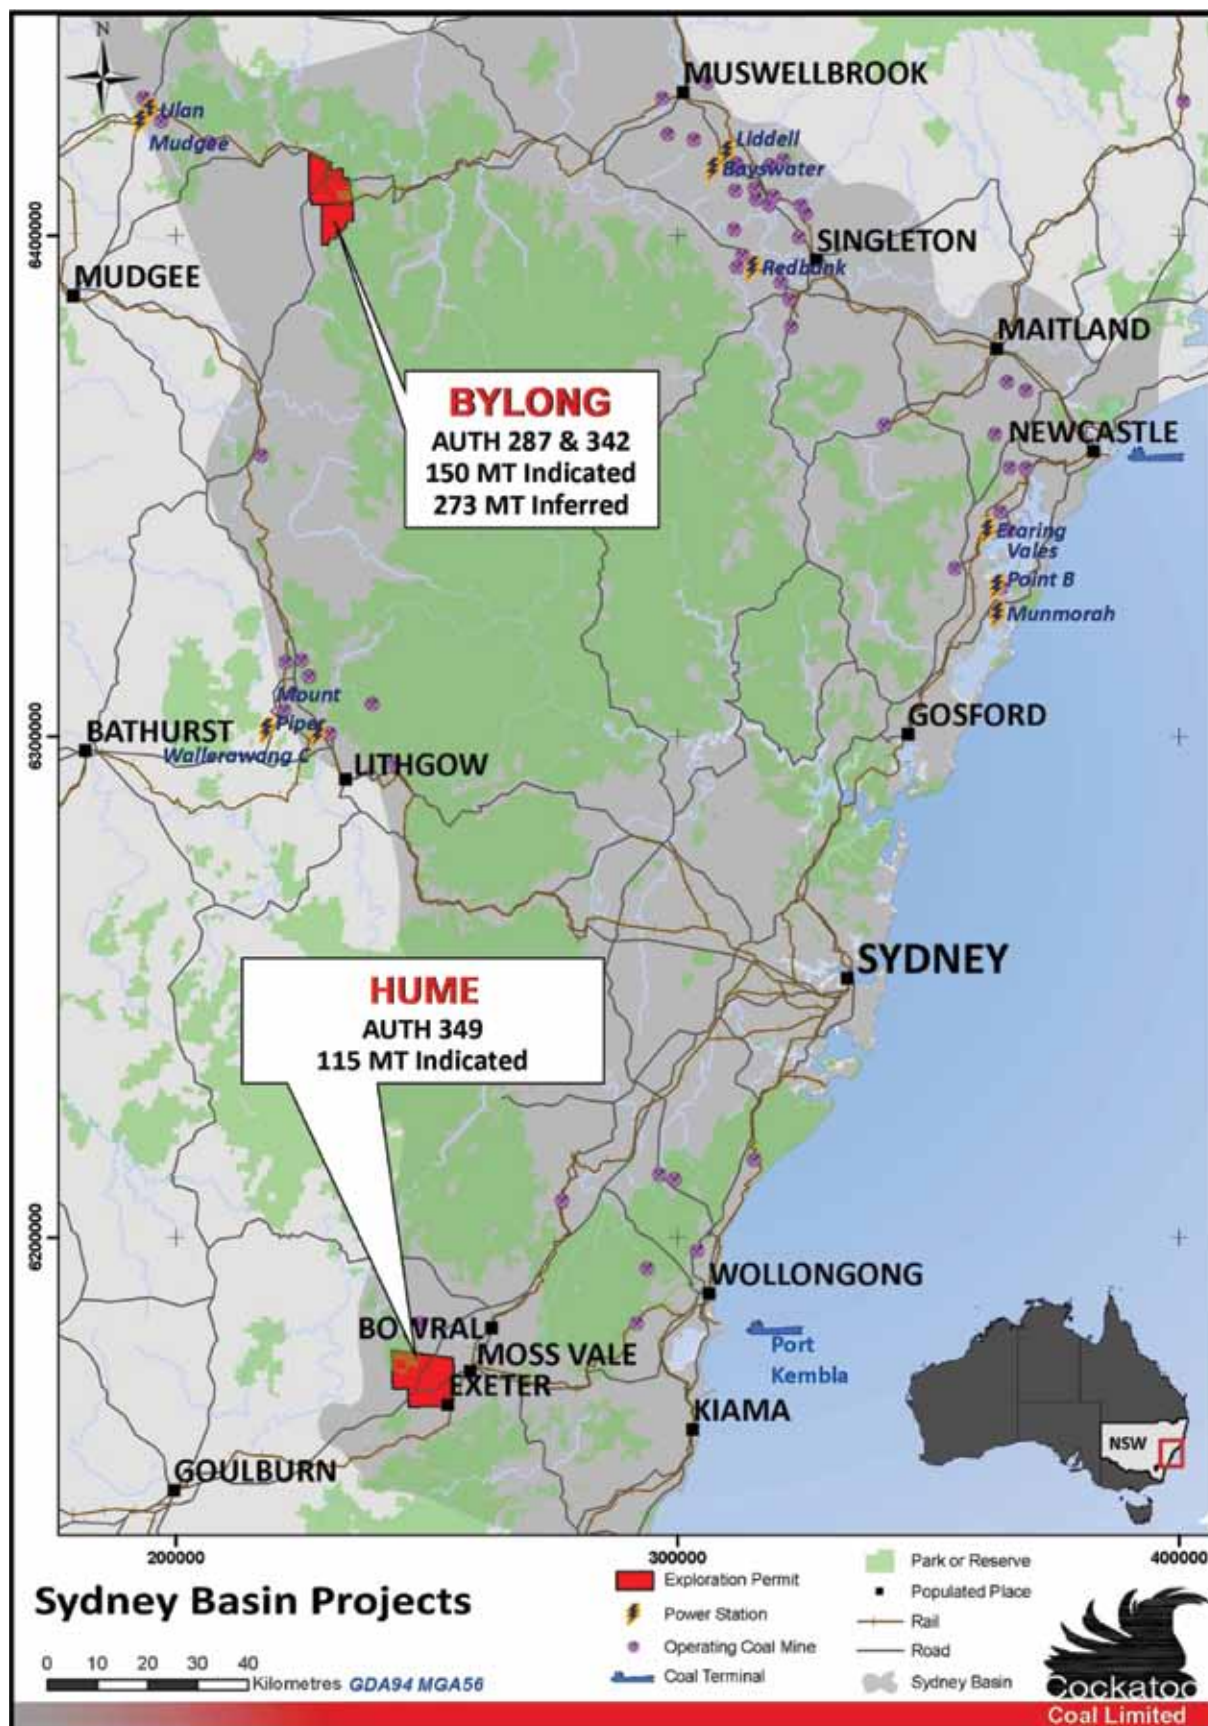 N
MUSWELLBROOK
Ulan
Mudgee
Liddell
Bayswater
6400000
SINGLETON
Redbank
MUDGEE
MAITLAND
BYLONG
AUTH 287 & 342
150 MT Indicated
273 MT Inferred
NEWCASTLE
Eraring
Vales
Point B
Munmorah
Mount
Piper
GOSFORD
6300000
BATHURST
Wallerawang C
LITHGOW
SYDNEY
HUME
AUTH 349
115 MT Indicated
6200000
WOLLONGONG
BOWRAL
MOSS VALE
Port
Kembla
EXETER
KIAMA
NSW
GOULBURN
200000
300000
400000
Sydney Basin Projects
Exploration Permit
Power Station
Operating Coal Mine
Coal Terminal
Park or Reserve
Populated Place
Rail
Road
Sydney Basin
0 10 20 30 40
Kilometres GDA94 MGA56
Cockatoo
Coal Limited